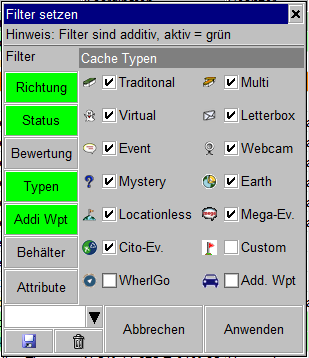 Filter setzen
Hinweis: Filter sind additiv, aktiv = grün
Filter
Cache Typen
Richtung
Status
Bewertung
Typen
Addi Wpt
Behälter
Attribute
Traditonal
Multi
Virtual
Letterbox
Event
Webcam
Mystery
Earth
Locationless
Mega-Ev.
Cito-Ev.
Custom
WherIGo
Add. Wpt
Abbrechen
Anwenden